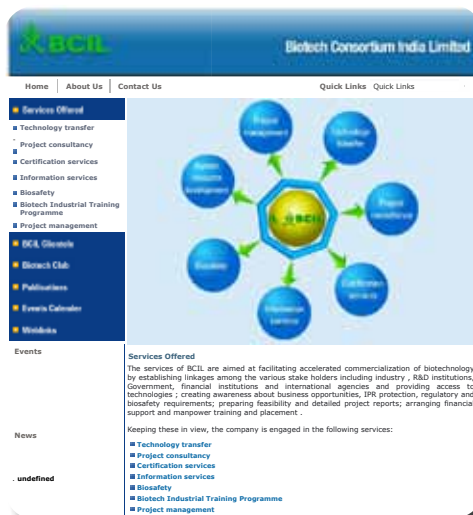 BCIL
Biotech Consortium India Limited
Home About Us Contact Us Quick Links Quick Links
Services Offered
Technology transfer
Project consultancy
Certification services
Information services
Biosafety
Biotech Industrial Training
Programme
Project management
BCIL Clientele
Biotech Club
Publications
Events Calender
Weblinks
Events
News
. undefined
Project
management
Technology
transfer
Human
resource
development
Project
consultancy
BCIL
Biosafety
Certification
services
Information
services
Services Offered
The services of BCIL are aimed at facilitating accelerated commercialization of biotechnology
by establishing linkages among the various stake holders including industry , R&D institutions,
Government, financial institutions and international agencies and providing access to
technologies ; creating awareness about business opportunities, IPR protection, regulatory and
biosafety requirements; preparing feasibility and detailed project reports; arranging financial
support and manpower training and placement .
Keeping these in view, the company is engaged in the following services:
Technology transfer
Project consultancy
Certification services
Information services
Biosafety
Biotech Industrial Training Programme
Project management